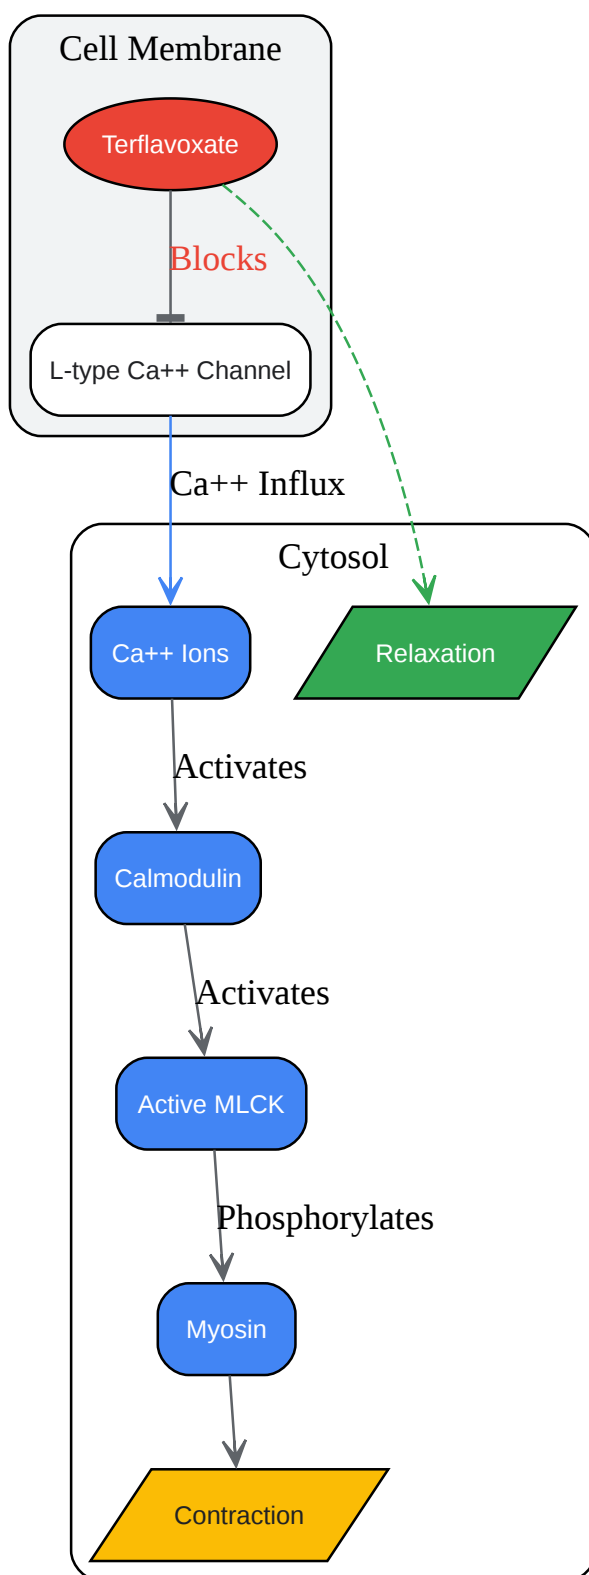 Cell Membrane
Terflavoxate
Blocks
L-type Ca++ Channel
Ca++ Influx
Cytosol
Ca++ Ions
Relaxation
Activates
Calmodulin
Activates
Active MLCK
Phosphorylates
Myosin
Contraction